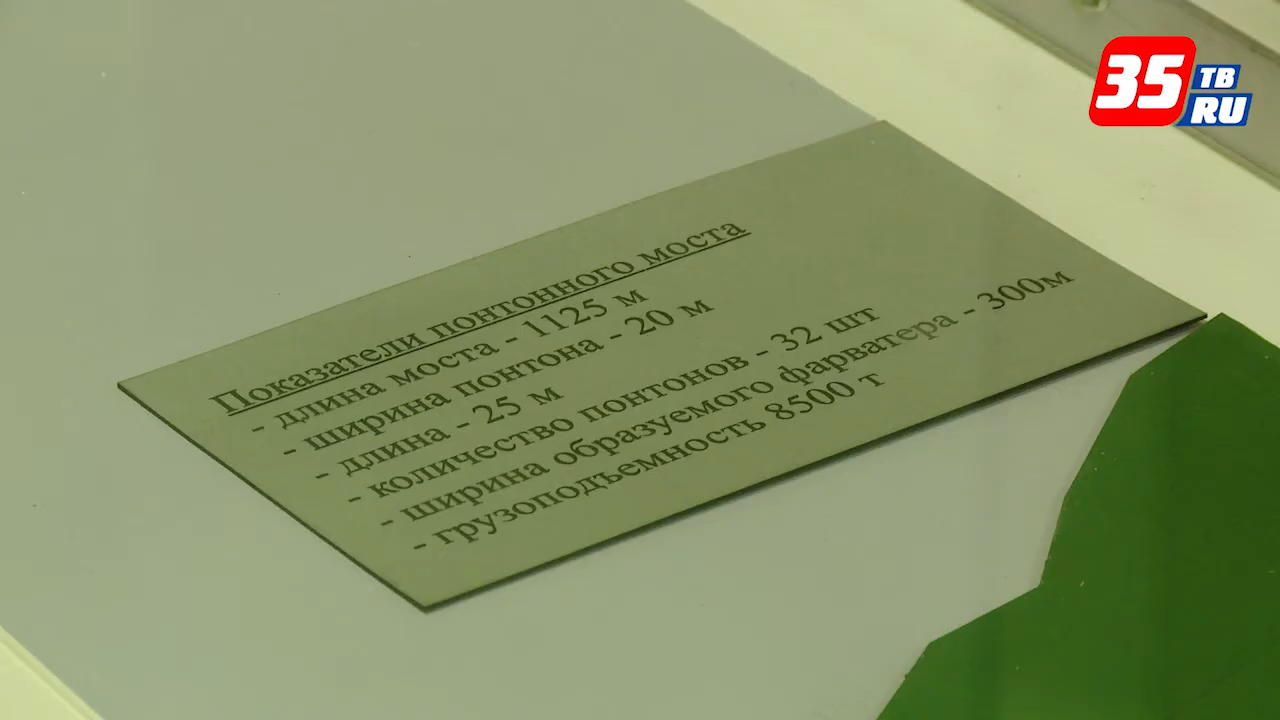 35
ТВ
RU
Показатели понтонного моста
- длина моста - 1125 м
- ширина понтона - 20 м
- длина - 25 м
- количество понтонов - 32 шт
- ширина образуемого фарватера - 300м
- грузоподъемность 8500 т